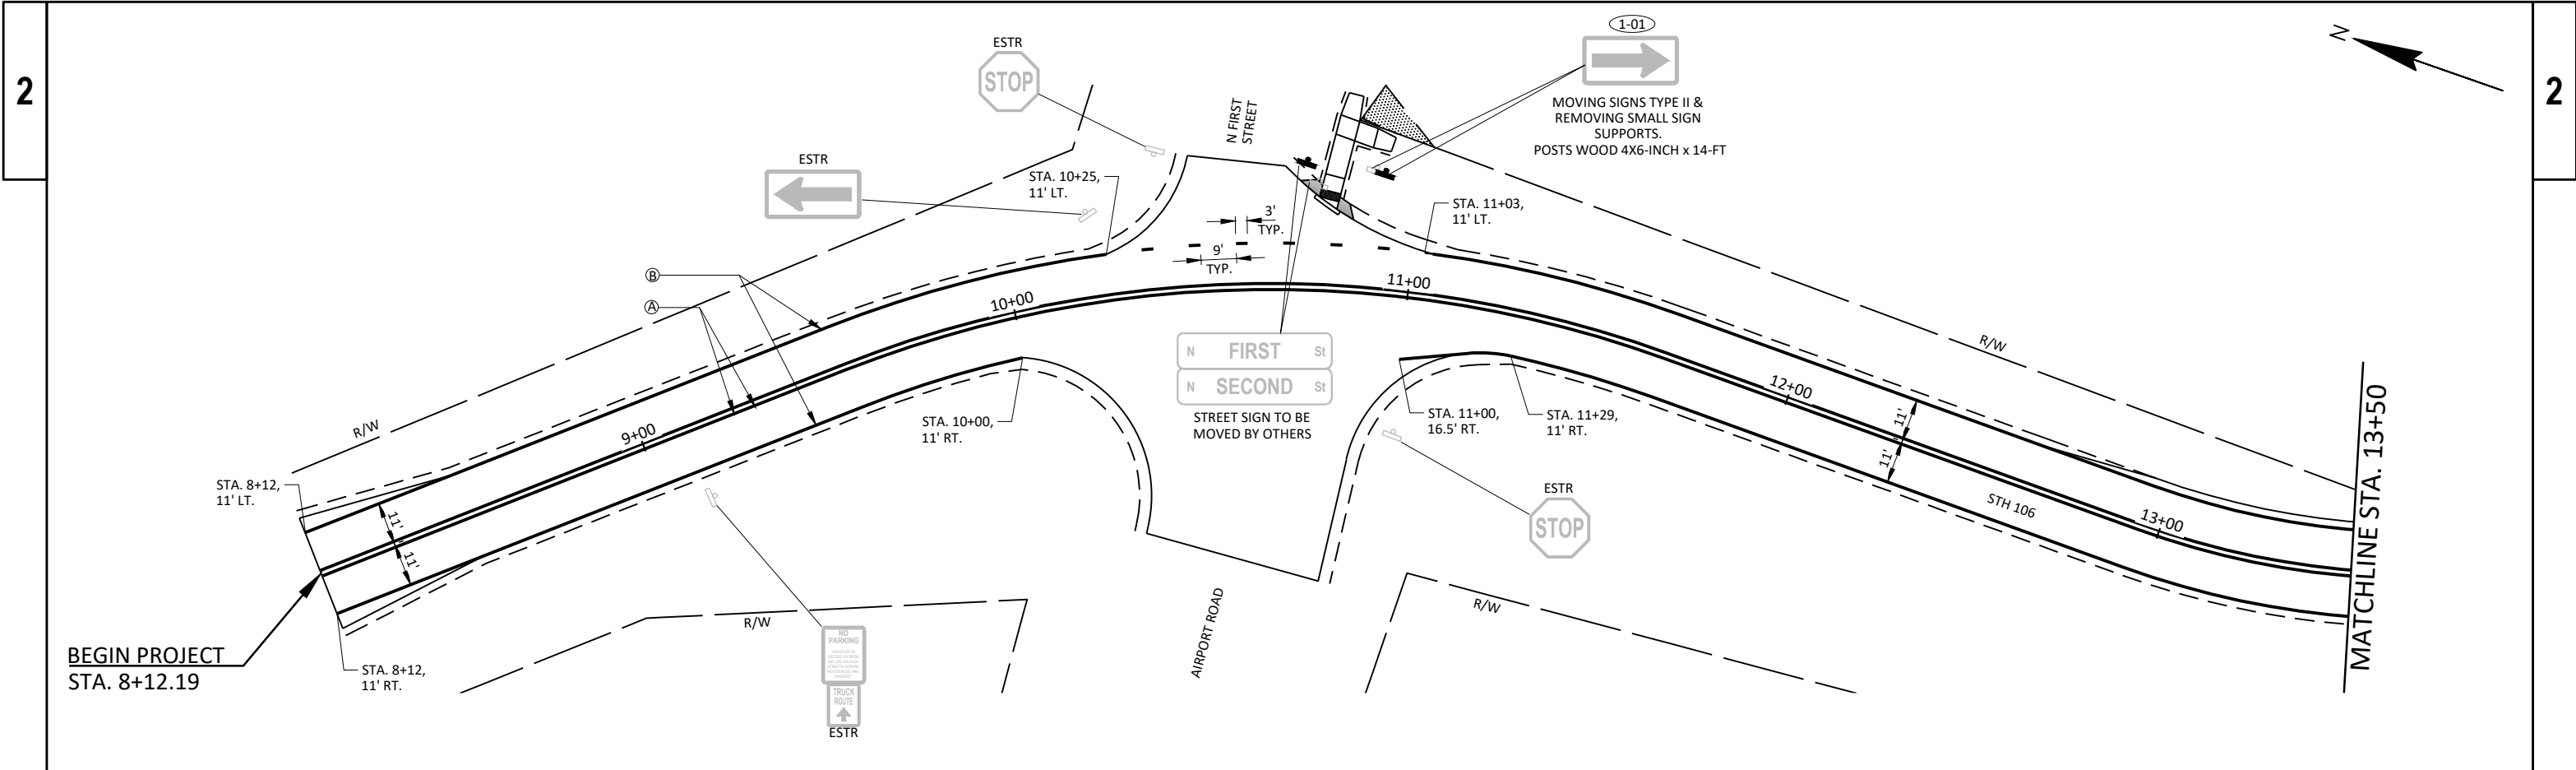 2
2
N
1-01
MOVING SIGNS TYPE II &
REMOVING SMALL SIGN
SUPPORTS.
POSTS WOOD 4X6-INCH x 14-FT
ESTR
STOP
ESTR
N FIRST
STREET
STA. 10+25,
11' LT.
3'
TYP.
9'
TYP.
STA. 11+03,
11' LT.
B
A
R/W
9+00
10+00
11+00
12+00
13+00
R/W
N FIRST St
N SECOND St
STREET SIGN TO BE
MOVED BY OTHERS
STA. 10+00,
11' RT.
STA. 11+00,
16.5' RT.
STA. 11+29,
11' RT.
11'
11'
STA. 8+12,
11' LT.
11'
11'
STH 106
MATCHLINE STA. 13+50
ESTR
STOP
R/W
R/W
AIRPORT ROAD
BEGIN PROJECT
STA. 8+12.19
STA. 8+12,
11' RT.
NO
PARKING
TRUCK
ROUTE
ESTR